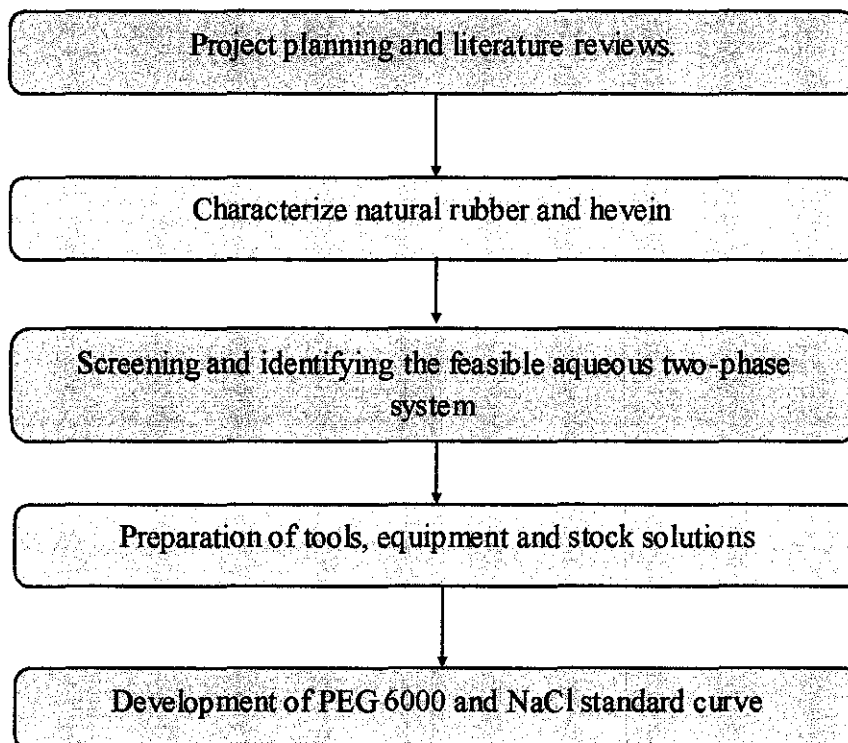 Project planning and literature reviews.
Characterize natural rubber and hevein
Screening and identifying the feasible aqueous two-phase
system
Preparation of tools, equipment and stock solutions
Development of PEG 6000 and NaCl standard curve